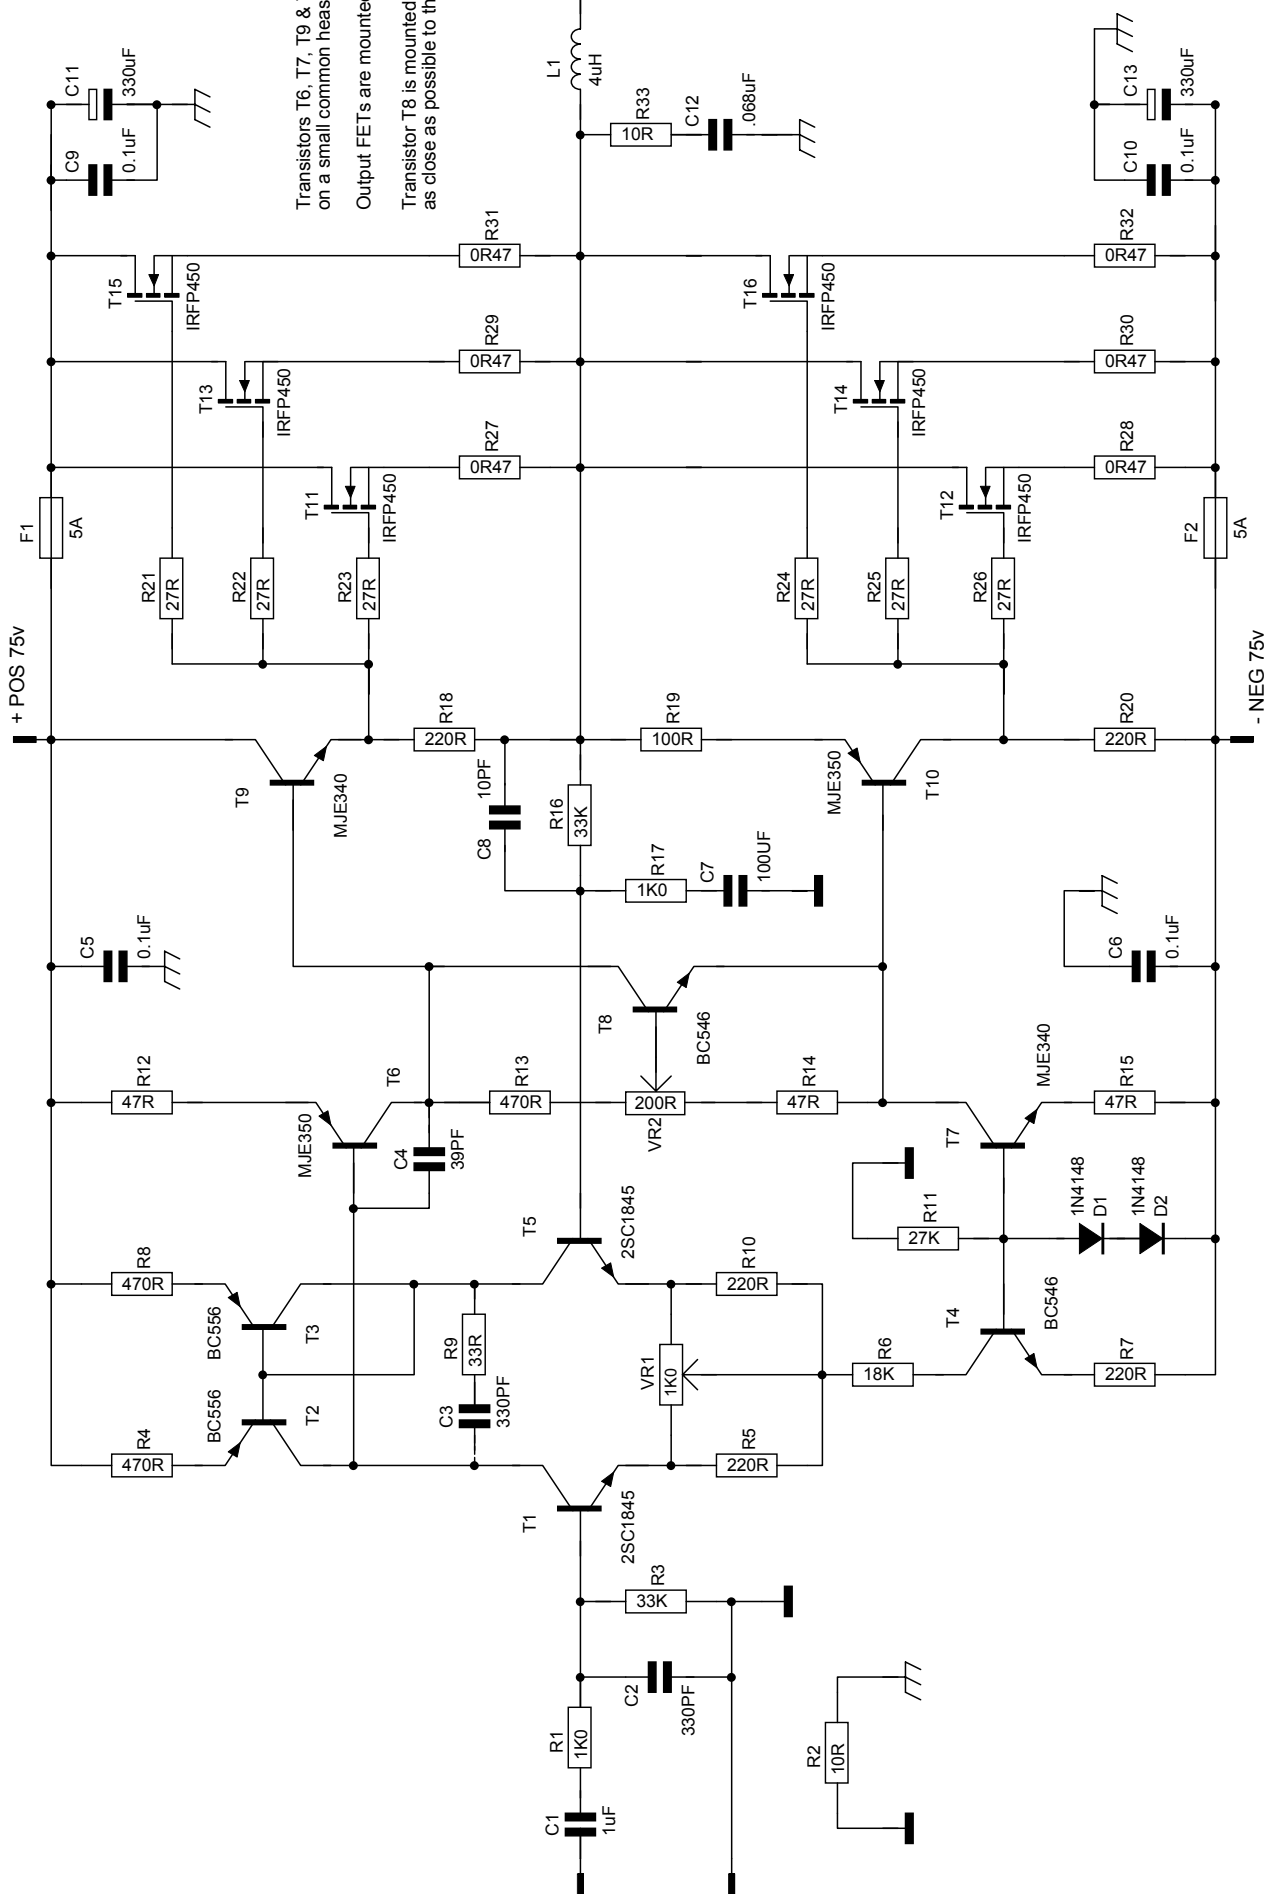 Transistors T6, T7, T9 &
on a small common heas
Output FETs are mounted
Transistor T8 is mounted
as close as possible to th
+ POS 75v
- NEG 75v
C1
1uF
R1
1K0
C2
330PF
R2
10R
R3
33K
T1
2SC1845
R4
470R
BC556
T2
BC556
T3
R8
470R
C3
330PF
R9
33R
VR1
1K0
R5
220R
R10
220R
T5
2SC1845
R6
18K
T4
BC546
R7
220R
R11
27K
1N4148
D1
1N4148
D2
R12
47R
MJE350
T6
C4
39PF
R13
470R
200R
VR2
R14
47R
T7
MJE340
R15
47R
T8
BC546
C5
0.1uF
C6
0.1uF
T9
MJE340
C8
10PF
R18
220R
R16
33K
R17
1K0
C7
100UF
R19
100R
MJE350
T10
R20
220R
R21
27R
R22
27R
R23
27R
R24
27R
R25
27R
R26
27R
F1
5A
F2
5A
T11
IRFP450
T13
IRFP450
T15
IRFP450
T12
IRFP450
T14
IRFP450
T16
IRFP450
R27
0R47
R29
0R47
R31
0R47
R28
0R47
R30
0R47
R32
0R47
C9
0.1uF
C11
330uF
L1
4uH
R33
10R
C12
.068uF
C10
0.1uF
C13
330uF